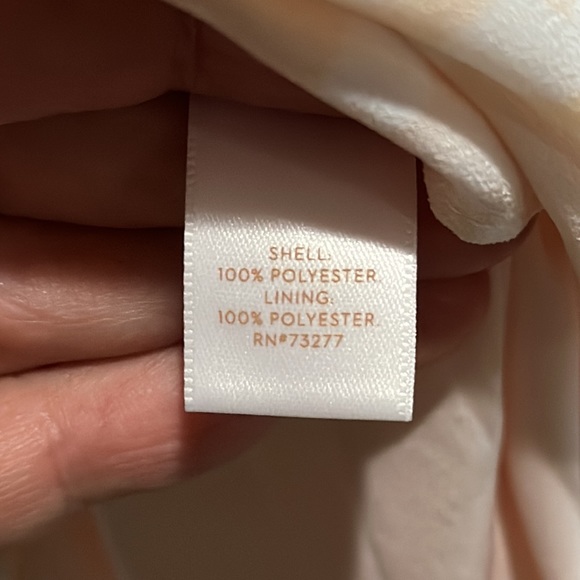 SHELL:
100% POLYESTER.
LINING:
100% POLYESTER.
RN#73277